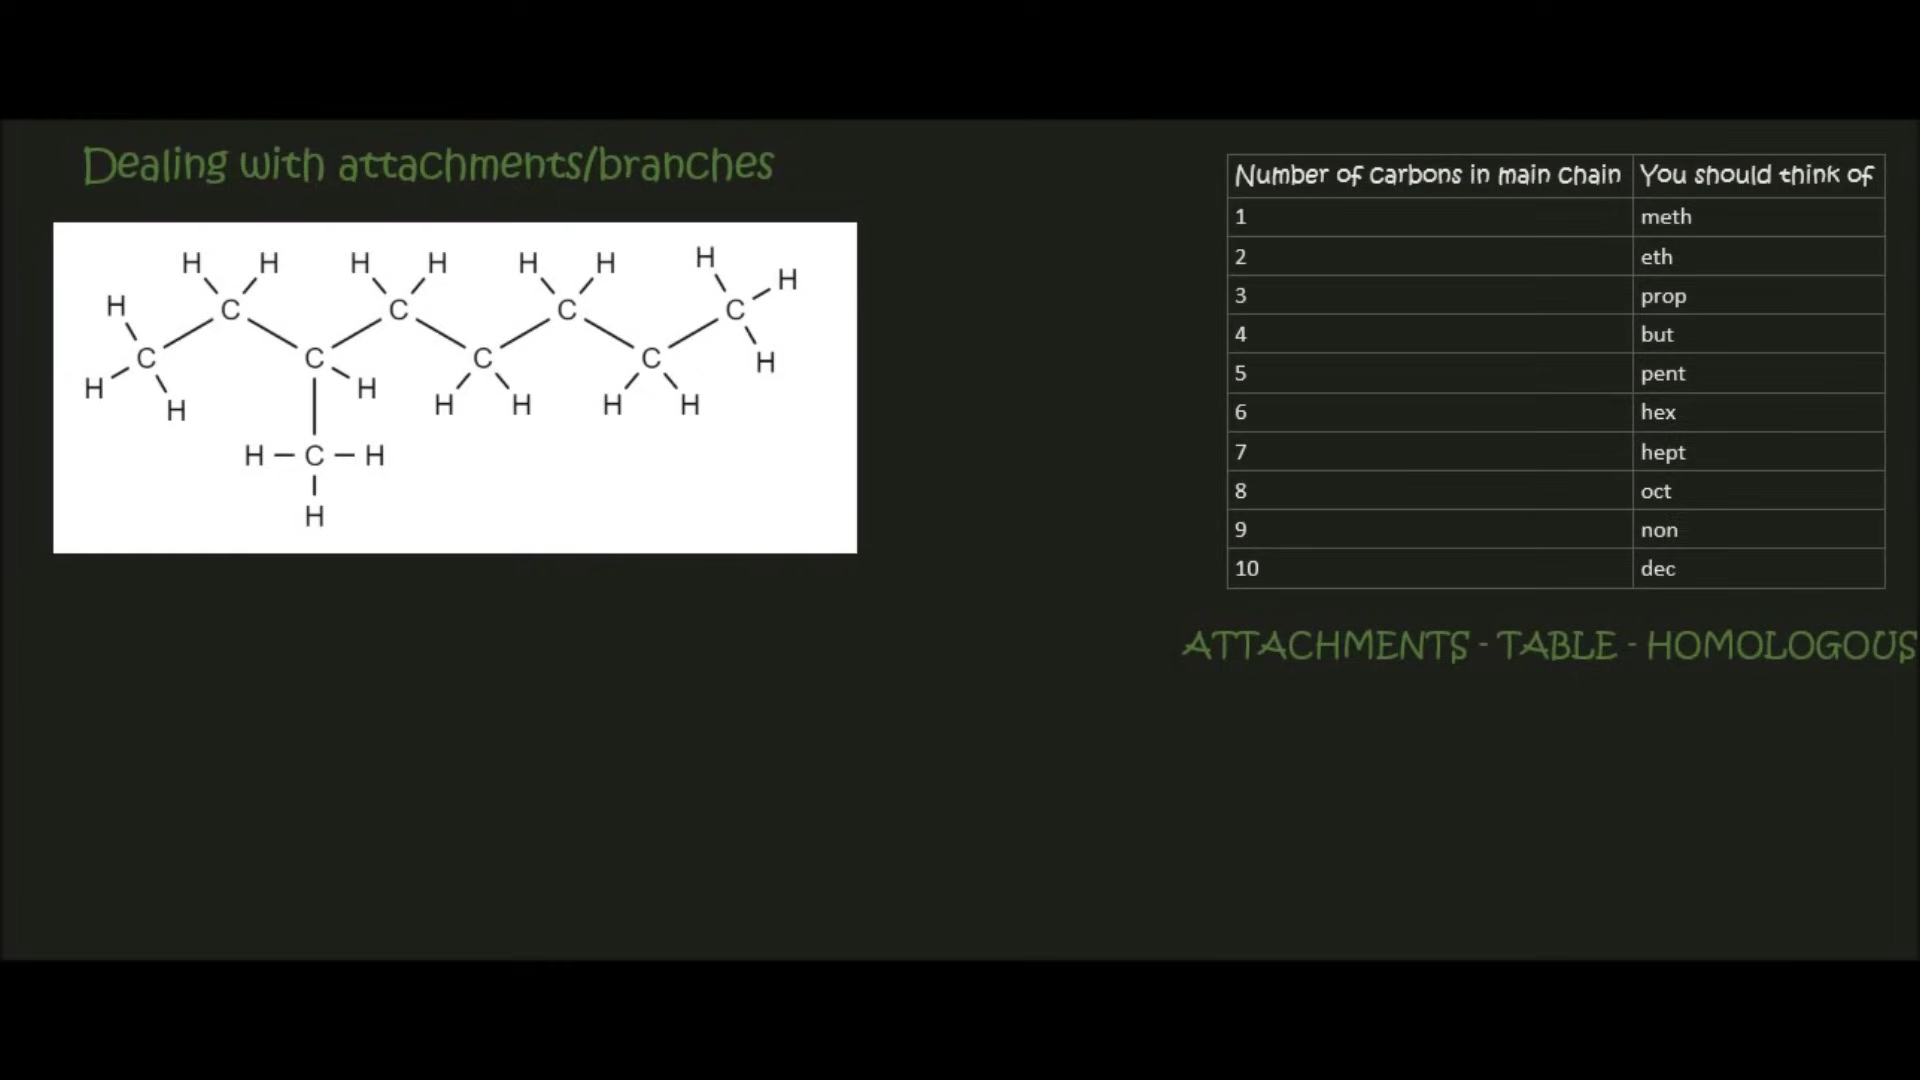 Dealing with attachments/branches
H H H H H H H H
H C C C C
C C C C
H H H H
H H H H H
H – C – H
H
Number of carbons in main chain You should think of
1 meth
2 eth
3 prop
4 but
5 pent
6 hex
7 hept
8 oct
9 non
10 dec
ATTACHMENTS - TABLE - HOMOLOGOUS